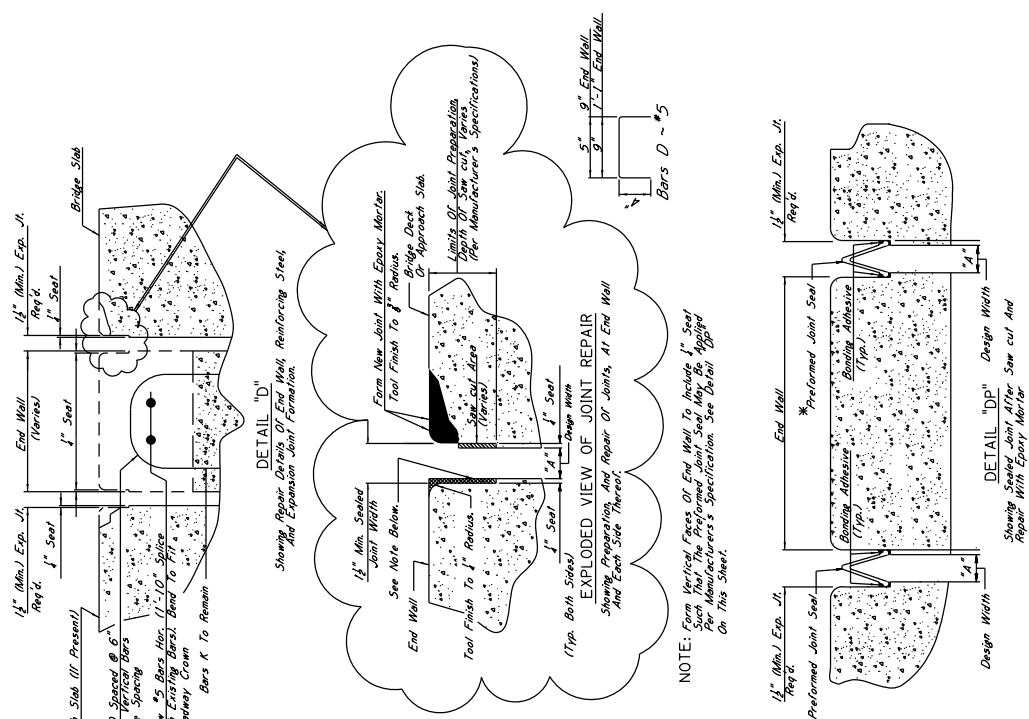 1½" (Min.) Exp. Jt.
Req'd.
¼" Seat
End Wall
(Varies)
¼" Seat
1½" (Min.) Exp. Jt.
Req'd.
¼" Seat
Bridge Slab
Slab (If Present)
Spaced @ 6"
Vertical Bars
Spacing
#5 Bars Hor. 11'-10" Splice
Existing Bars). Bend To Fit
Crown
Bars K To Remain
DETAIL "D"
Showing Repair Details Of End Wall, Reinforcing Steel,
And Expansion Joint Formation.
1½" Min. Sealed
Joint Width
See Note Below.
End Wall
Tool Finish To Radius.
Form New Joint With Epoxy Mortar.
Tool Finish To Radius.
Bridge Deck
Or Approach Slab.
Limits Of Joint Preparation.
Depth Of Saw cut, Varies
(Per Manufacturer's Specifications)
Saw cut Area
(Varies)
¼" Seat
"A"
Design Width
¼" Seat
(Typ. Both Sides)
EXPLODED VIEW OF JOINT REPAIR
Showing Preparation, And Repair Of Joints, At End Wall
And Each Side Thereof.
NOTE: Form Vertical Faces Of End Wall To Include ¼" Seat
Such That The Preformed Joint Seal May Be Applied
Per Manufacturer's Specification. See Detail "DP"
On This Sheet.
5" 9" End Wall
9" 1'-1" End Wall
Bars D ~ #5
1½" (Min.) Exp. Jt.
Req'd.
Preformed Joint Seal
End Wall
*Preformed Joint Seal
1½" (Min.) Exp. Jt.
Req'd.
Bonding Adhesive
(Typ.)
Bonding Adhesive
(Typ.)
"A"
Design Width
"A"
Design Width
DETAIL "DP"
Showing Sealed Joint After Saw cut And
Repair With Epoxy Mortar